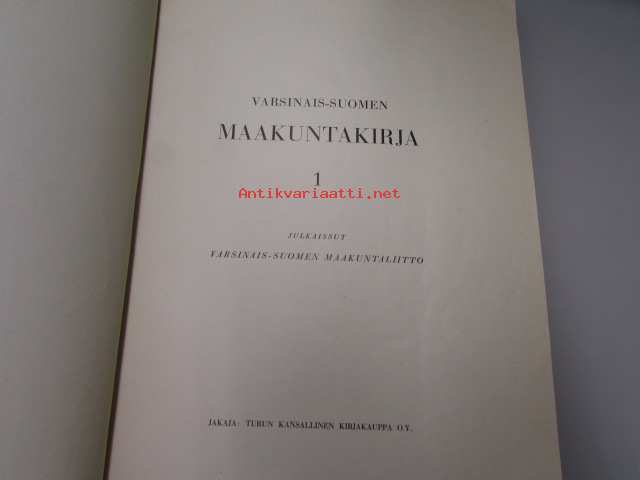 VARSINAIS-SUOMEN
MAAKUNTAKIRJA
1
Antikvariaatti.net
JULKAISSUT
VARSINAIS-SUOMEN MAAKUNTALIITTO
JAKAJA: TURUN KANSALLINEN KIRJAKAUPPA O.Y.